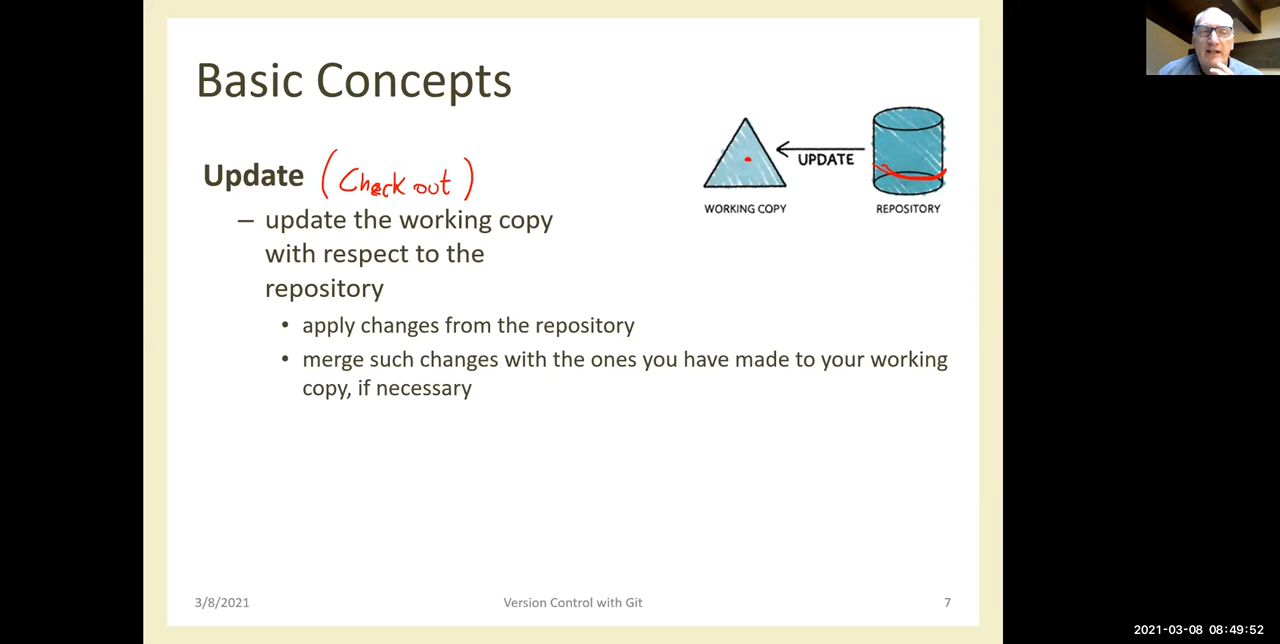 Basic Concepts
Update (Check out)
– update the working copy
with respect to the
repository
• apply changes from the repository
• merge such changes with the ones you have made to your working
copy, if necessary
UPDATE
WORKING COPY
REPOSITORY
3/8/2021
Version Control with Git
7
2021-03-08 08:49:52